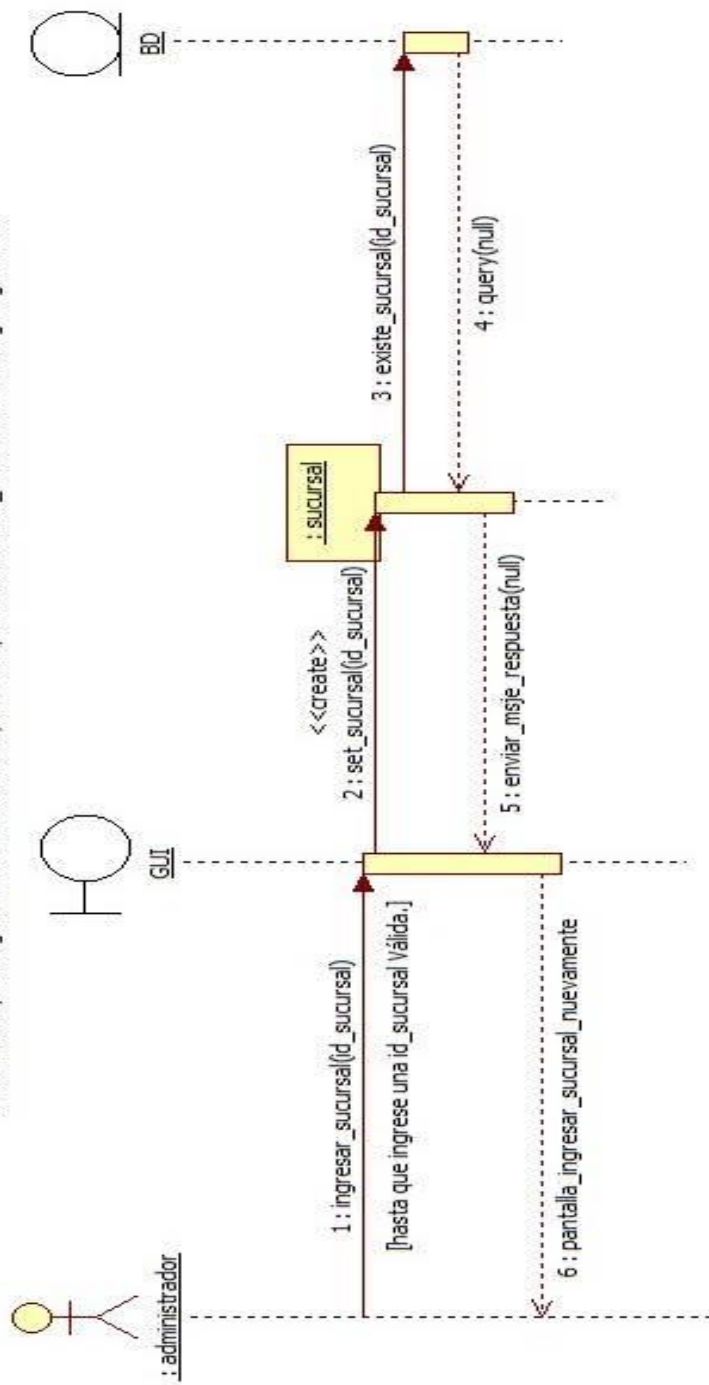 : administrador
GUI
BD
: sucursal
1 : ingresar_sucursal(id_sucursal)
[hasta que ingrese una id_sucursal Válida.]
<<create>>
2 : set_sucursal(id_sucursal)
3 : existe_sucursal(id_sucursal)
4 : query(null)
5 : enviar_msje_respuesta(null)
6 : pantalla_ingresar_sucursal_nuevamente